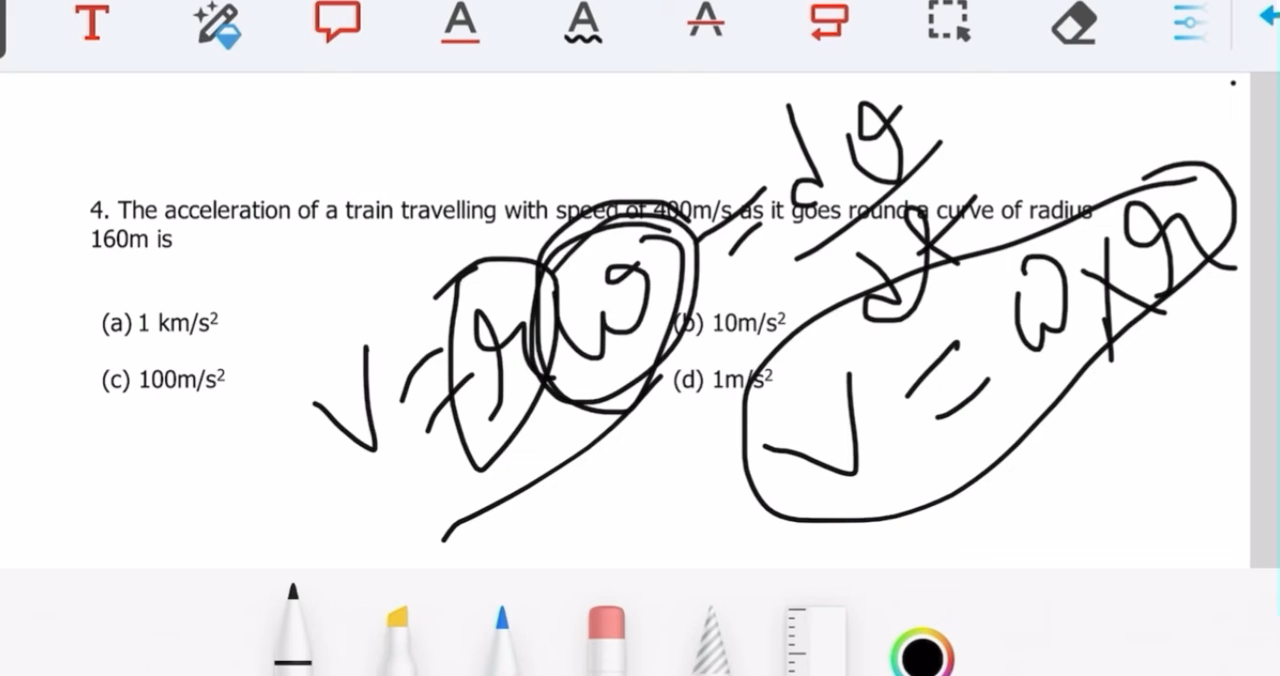 T A A A
4. The acceleration of a train travelling with speed of 400m/s as it goes round a curve of radius
160m is
(a) 1 km/s²
(b) 10m/s²
(c) 100m/s²
(d) 1m/s²
V = rω = dθ
dt
V = ω × r